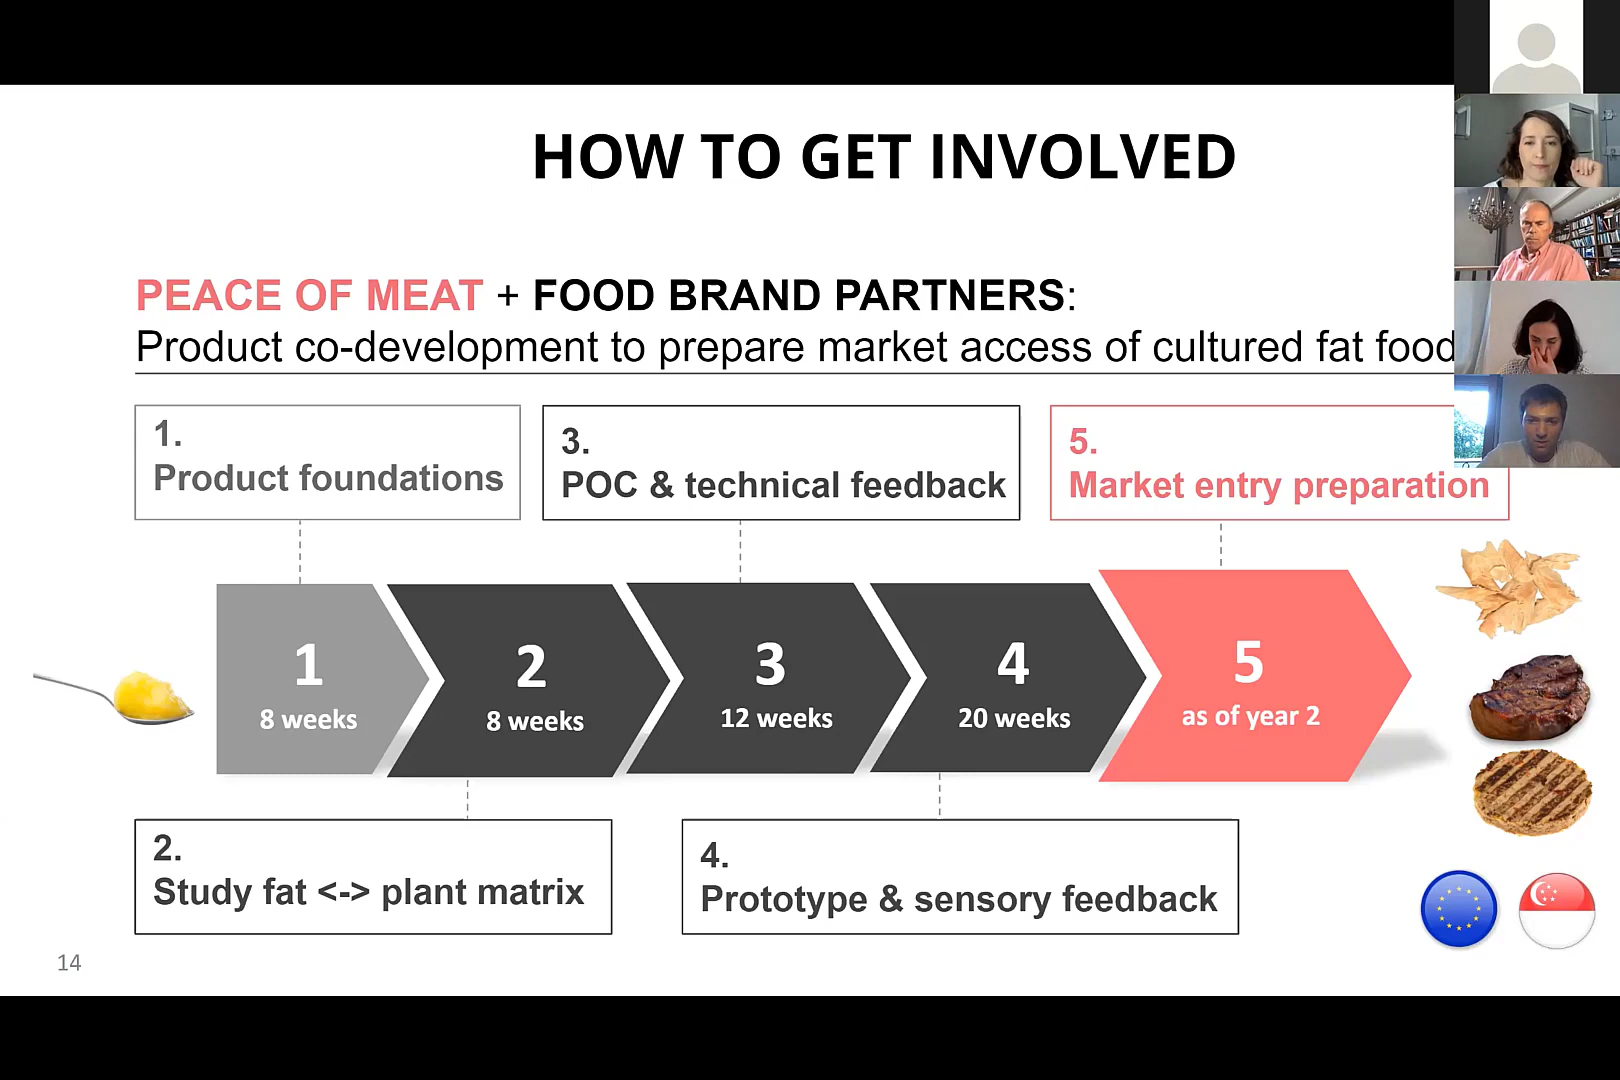 HOW TO GET INVOLVED
PEACE OF MEAT + FOOD BRAND PARTNERS:
Product co-development to prepare market access of cultured fat food
1.
Product foundations
3.
POC & technical feedback
5.
Market entry preparation
1
8 weeks
2
8 weeks
3
12 weeks
4
20 weeks
5
as of year 2
2.
Study fat <-> plant matrix
4.
Prototype & sensory feedback
14